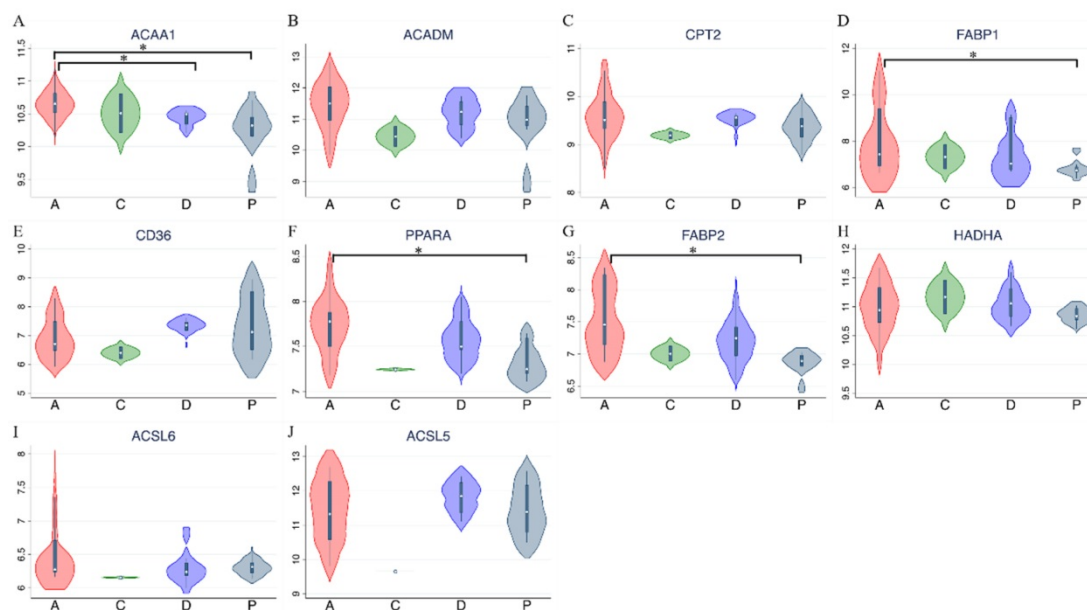 A
ACAA1
*
*
11.5
11
10.5
10
9.5
A C D P
B
ACADM
13
12
11
10
9
A C D P
C
CPT2
11
10
9
8
A C D P
D
FABP1
*
12
10
8
6
A C D P
E
CD36
10
9
8
7
6
5
A C D P
F
PPARA
*
8.5
8
7.5
7
A C D P
G
FABP2
*
8.5
8
7.5
7
6.5
A C D P
H
HADHA
12
11.5
11
10.5
10
9.5
A C D P
I
ACSL6
8
7.5
7
6.5
6
A C D P
J
ACSL5
13
12
11
10
9
A C D P